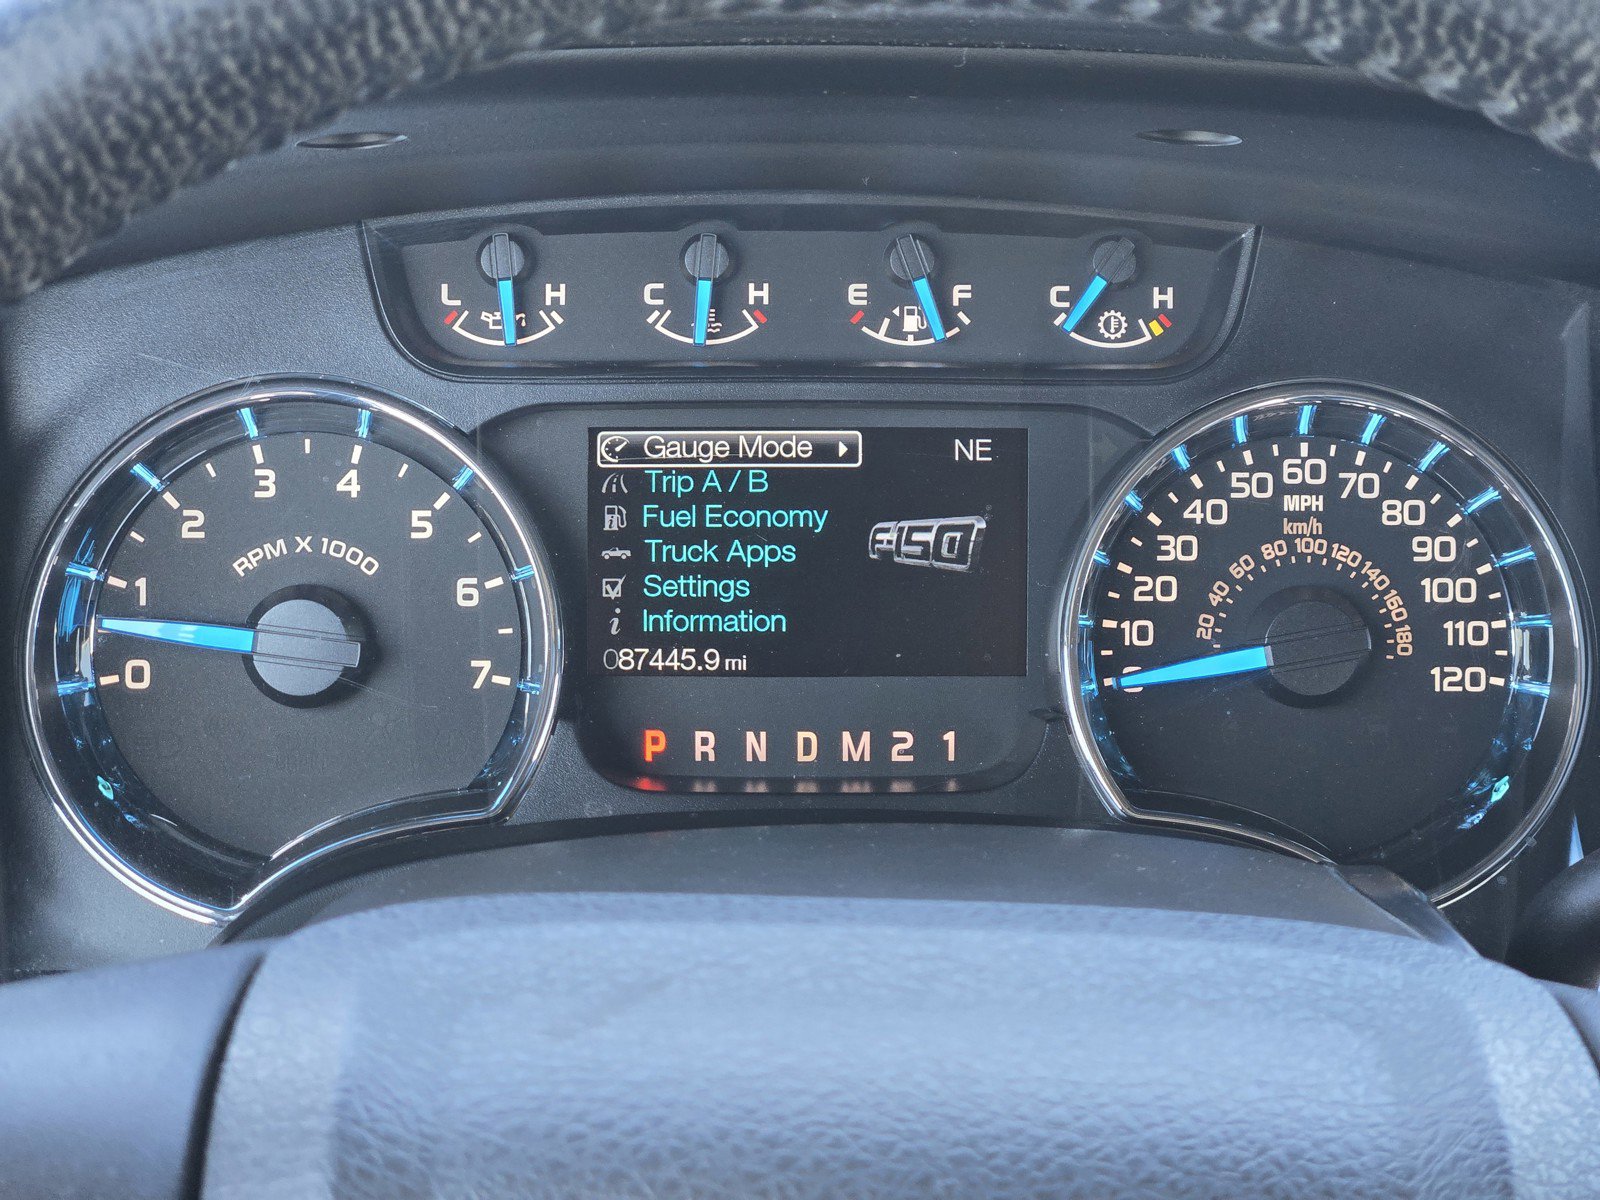 L H
C H
E F
C H
Gauge Mode
NE
Trip A / B
Fuel Economy
Truck Apps
Settings
Information
F-150
087445.9 mi
P R N D M 2 1
0
1
2
3
4
5
6
7
RPM X 1000
0
10
20
30
40
50
60
70
80
90
100
110
120
MPH
km/h
20
40
60
80
100
120
140
160
180